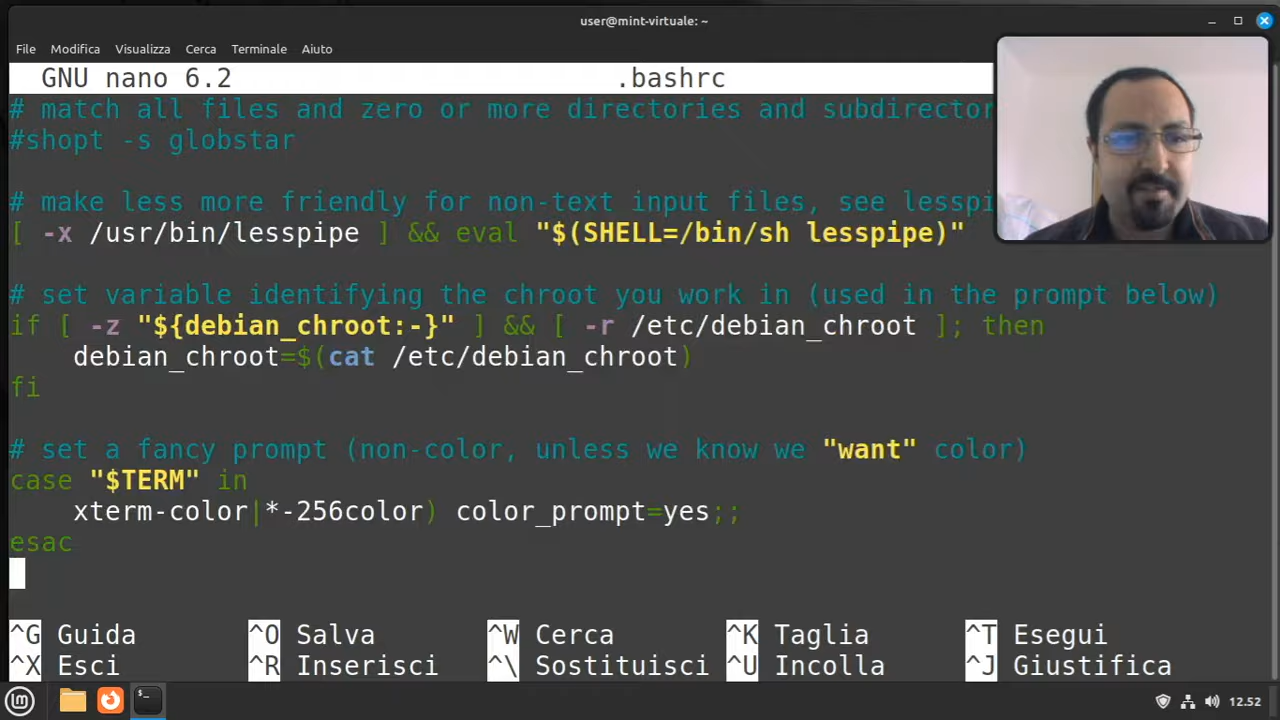 user@mint-virtuale: ~
File Modifica Visualizza Cerca Terminale Aiuto
GNU nano 6.2 .bashrc
# match all files and zero or more directories and
#shopt -s globstar
# make less more friendly for non-text input files, see
[ -x /usr/bin/lesspipe ] && eval "$(SHELL=/bin/sh lesspipe)"
# set variable identifying the chroot you work in (used in the prompt below)
if [ -z "${debian_chroot:-}" ] && [ -r /etc/debian_chroot ]; then
debian_chroot=$(cat /etc/debian_chroot)
fi
# set a fancy prompt (non-color, unless we know we "want" color)
case "$TERM" in
xterm-color|*-256color) color_prompt=yes;;
esac
^G Guida ^O Salva ^W Cerca ^K Taglia ^T Esegui
^X Esci ^R Inserisci ^\ Sostituisci ^U Incolla ^J Giustifica
12.52